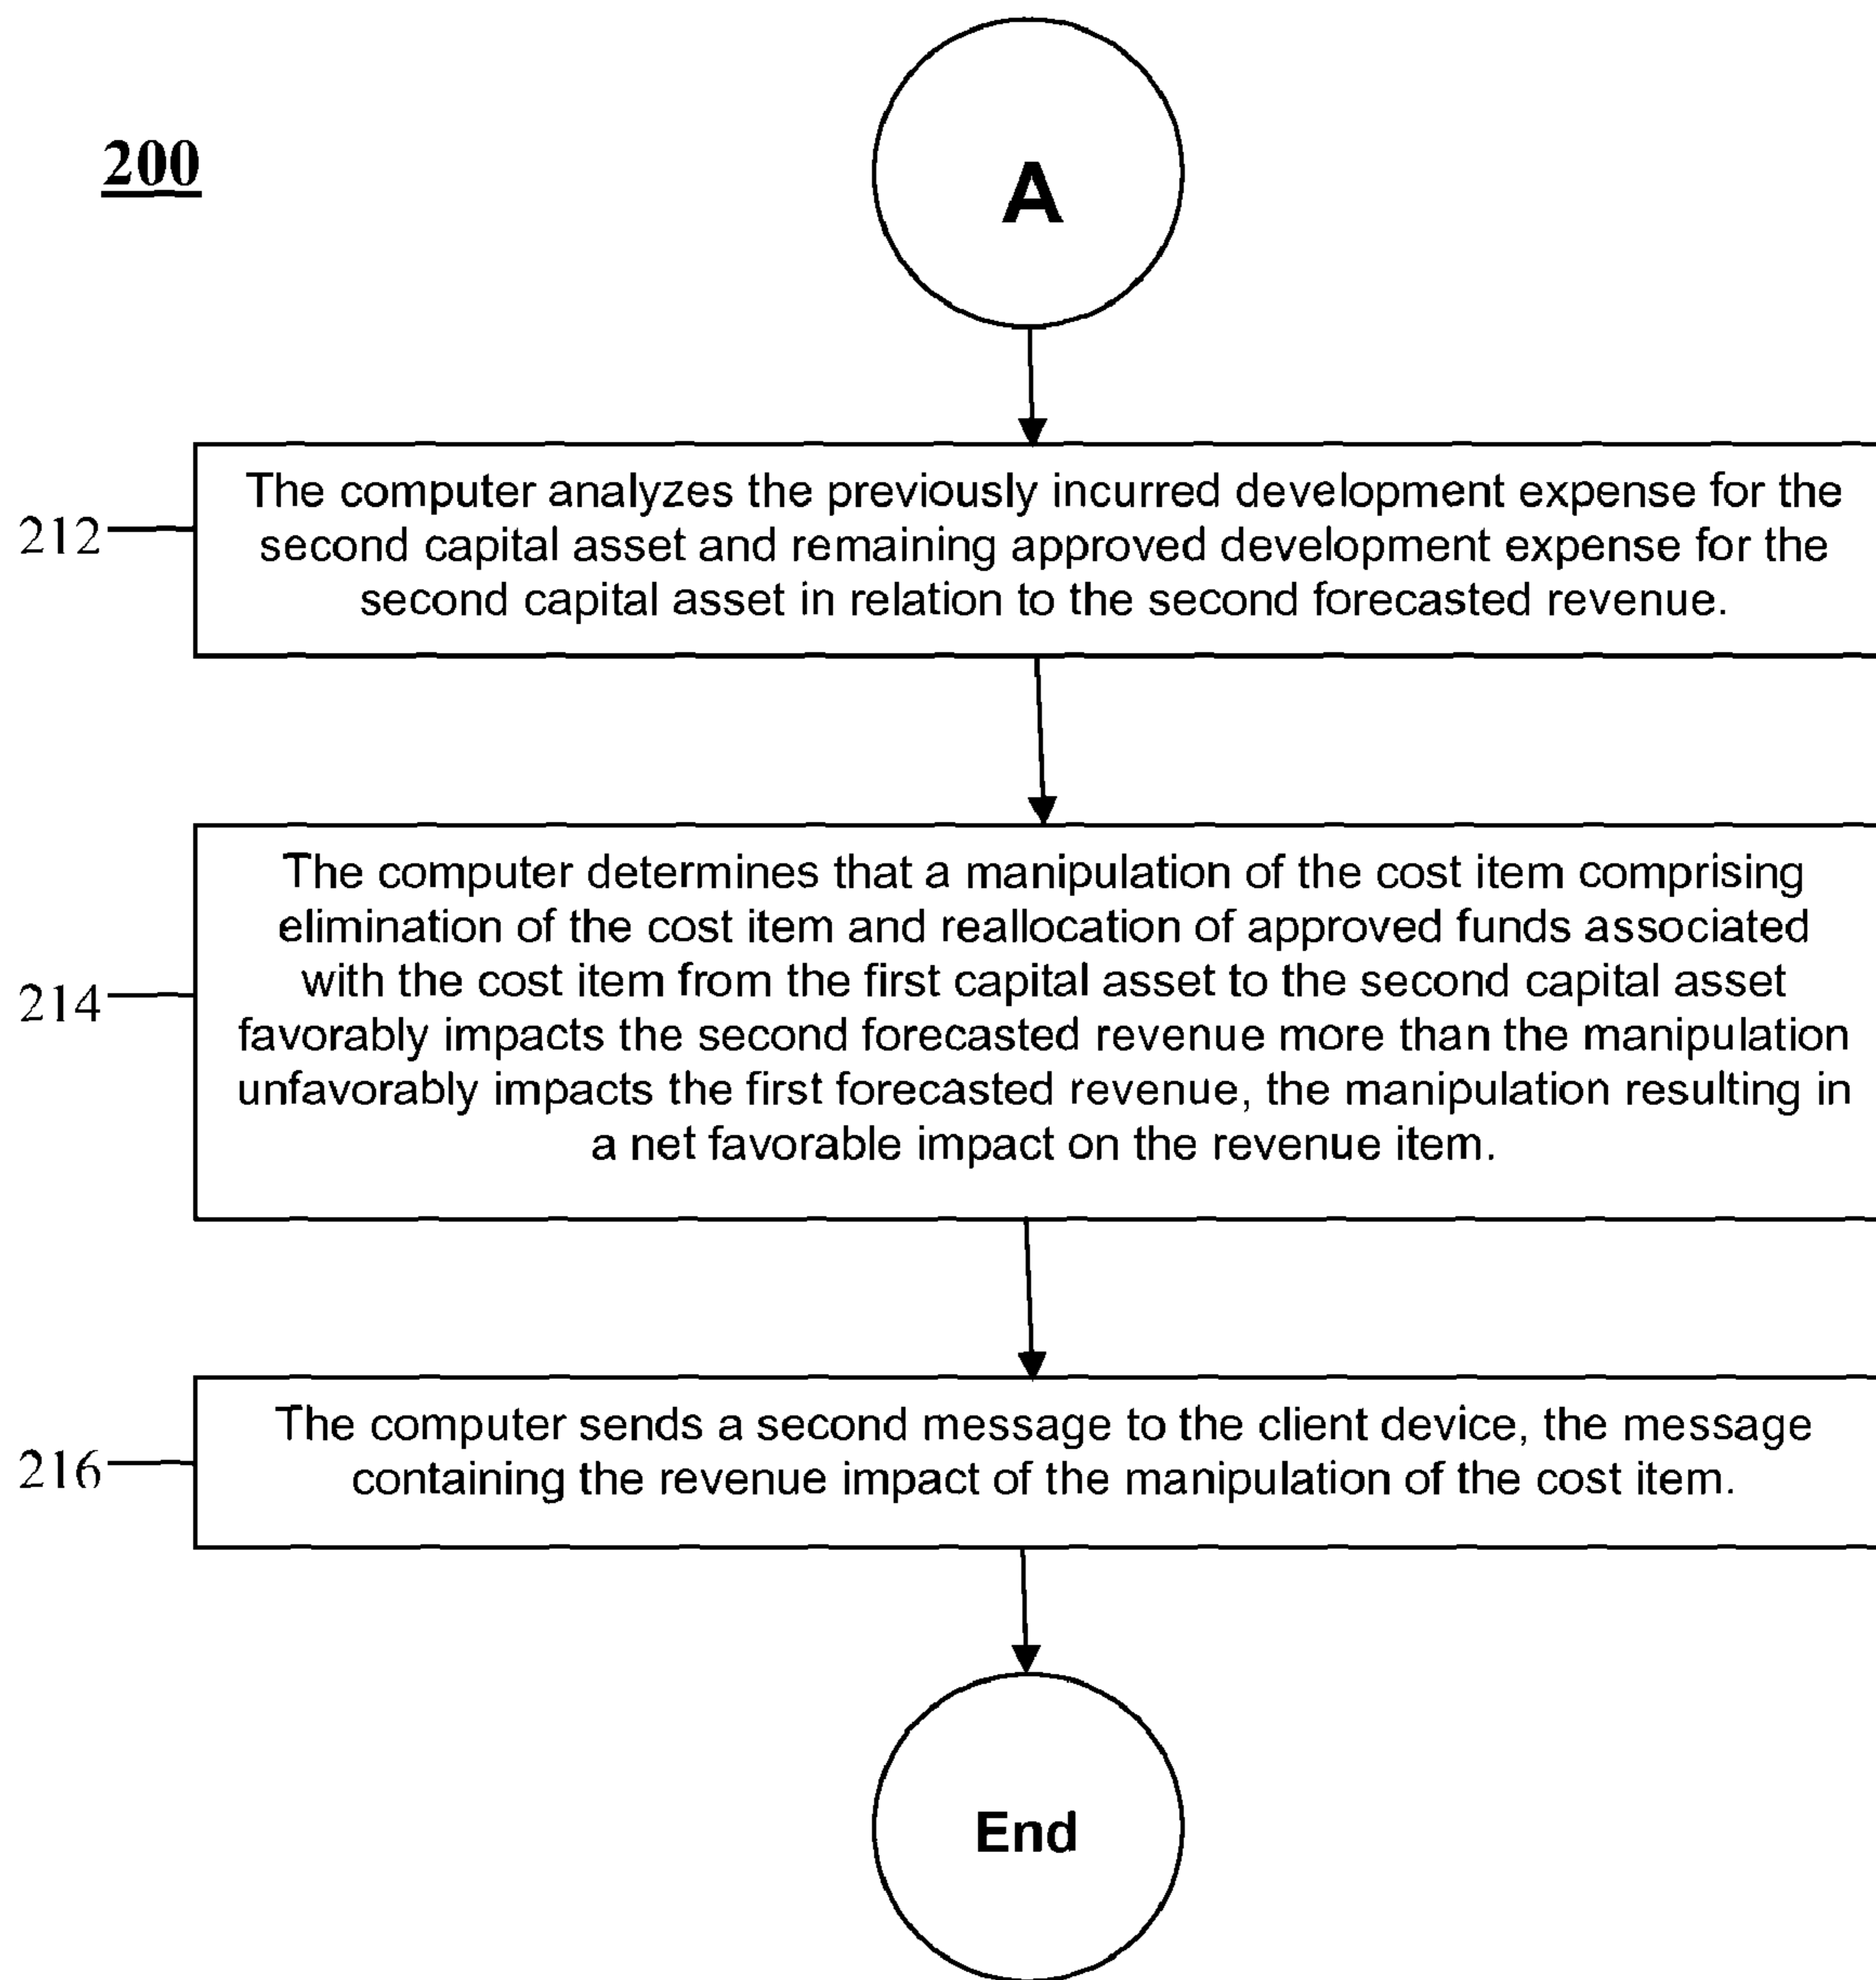 200
A
212
The computer analyzes the previously incurred development expense for the
second capital asset and remaining approved development expense for the
second capital asset in relation to the second forecasted revenue.
214
The computer determines that a manipulation of the cost item comprising
elimination of the cost item and reallocation of approved funds associated
with the cost item from the first capital asset to the second capital asset
favorably impacts the second forecasted revenue more than the manipulation
unfavorably impacts the first forecasted revenue, the manipulation resulting in
a net favorable impact on the revenue item.
216
The computer sends a second message to the client device, the message
containing the revenue impact of the manipulation of the cost item.
End